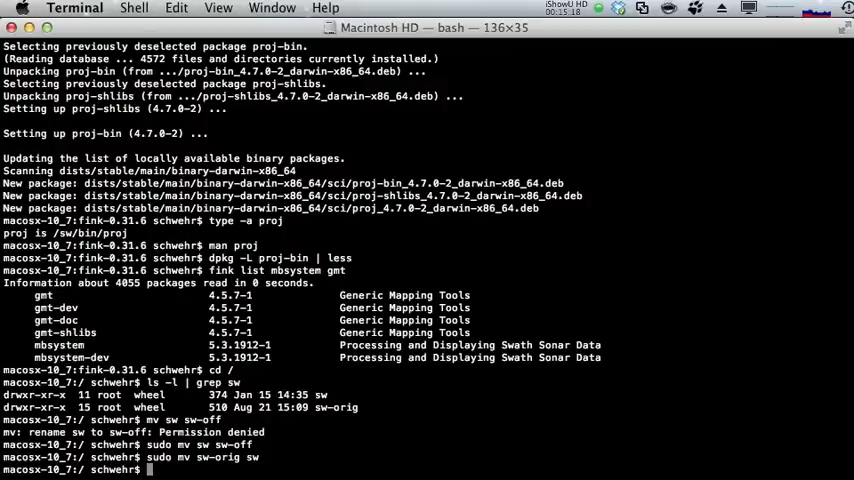 Terminal Shell Edit View Window Help iShowU HD 00:15:18
Macintosh HD — bash — 136×35
Selecting previously deselected package proj-bin.
(Reading database ... 4572 files and directories currently installed.)
Unpacking proj-bin (from .../proj-bin_4.7.0-2_darwin-x86_64.deb) ...
Selecting previously deselected package proj-shlibs.
Unpacking proj-shlibs (from .../proj-shlibs_4.7.0-2_darwin-x86_64.deb) ...
Setting up proj-shlibs (4.7.0-2) ...
Setting up proj-bin (4.7.0-2) ...
Updating the list of locally available binary packages.
Scanning dists/stable/main/binary-darwin-x86_64
New package: dists/stable/main/binary-darwin-x86_64/sci/proj-bin_4.7.0-2_darwin-x86_64.deb
New package: dists/stable/main/binary-darwin-x86_64/sci/proj-shlibs_4.7.0-2_darwin-x86_64.deb
New package: dists/stable/main/binary-darwin-x86_64/sci/proj_4.7.0-2_darwin-x86_64.deb
macosx-10_7:fink-0.31.6 schwehr$ type -a proj
proj is /sw/bin/proj
macosx-10_7:fink-0.31.6 schwehr$ man proj
macosx-10_7:fink-0.31.6 schwehr$ dpkg -L proj-bin | less
macosx-10_7:fink-0.31.6 schwehr$ fink list mbsystem gmt
Information about 4055 packages read in 0 seconds.
gmt 4.5.7-1 Generic Mapping Tools
gmt-dev 4.5.7-1 Generic Mapping Tools
gmt-doc 4.5.7-1 Generic Mapping Tools
gmt-shlibs 4.5.7-1 Generic Mapping Tools
mbsystem 5.3.1912-1 Processing and Displaying Swath Sonar Data
mbsystem-dev 5.3.1912-1 Processing and Displaying Swath Sonar Data
macosx-10_7:fink-0.31.6 schwehr$ cd /
macosx-10_7:/ schwehr$ ls -l | grep sw
drwxr-xr-x 11 root wheel 374 Jan 15 14:35 sw
drwxr-xr-x 15 root wheel 510 Aug 21 15:09 sw-orig
macosx-10_7:/ schwehr$ mv sw sw-off
mv: rename sw to sw-off: Permission denied
macosx-10_7:/ schwehr$ sudo mv sw sw-off
macosx-10_7:/ schwehr$ sudo mv sw-orig sw
macosx-10_7:/ schwehr$